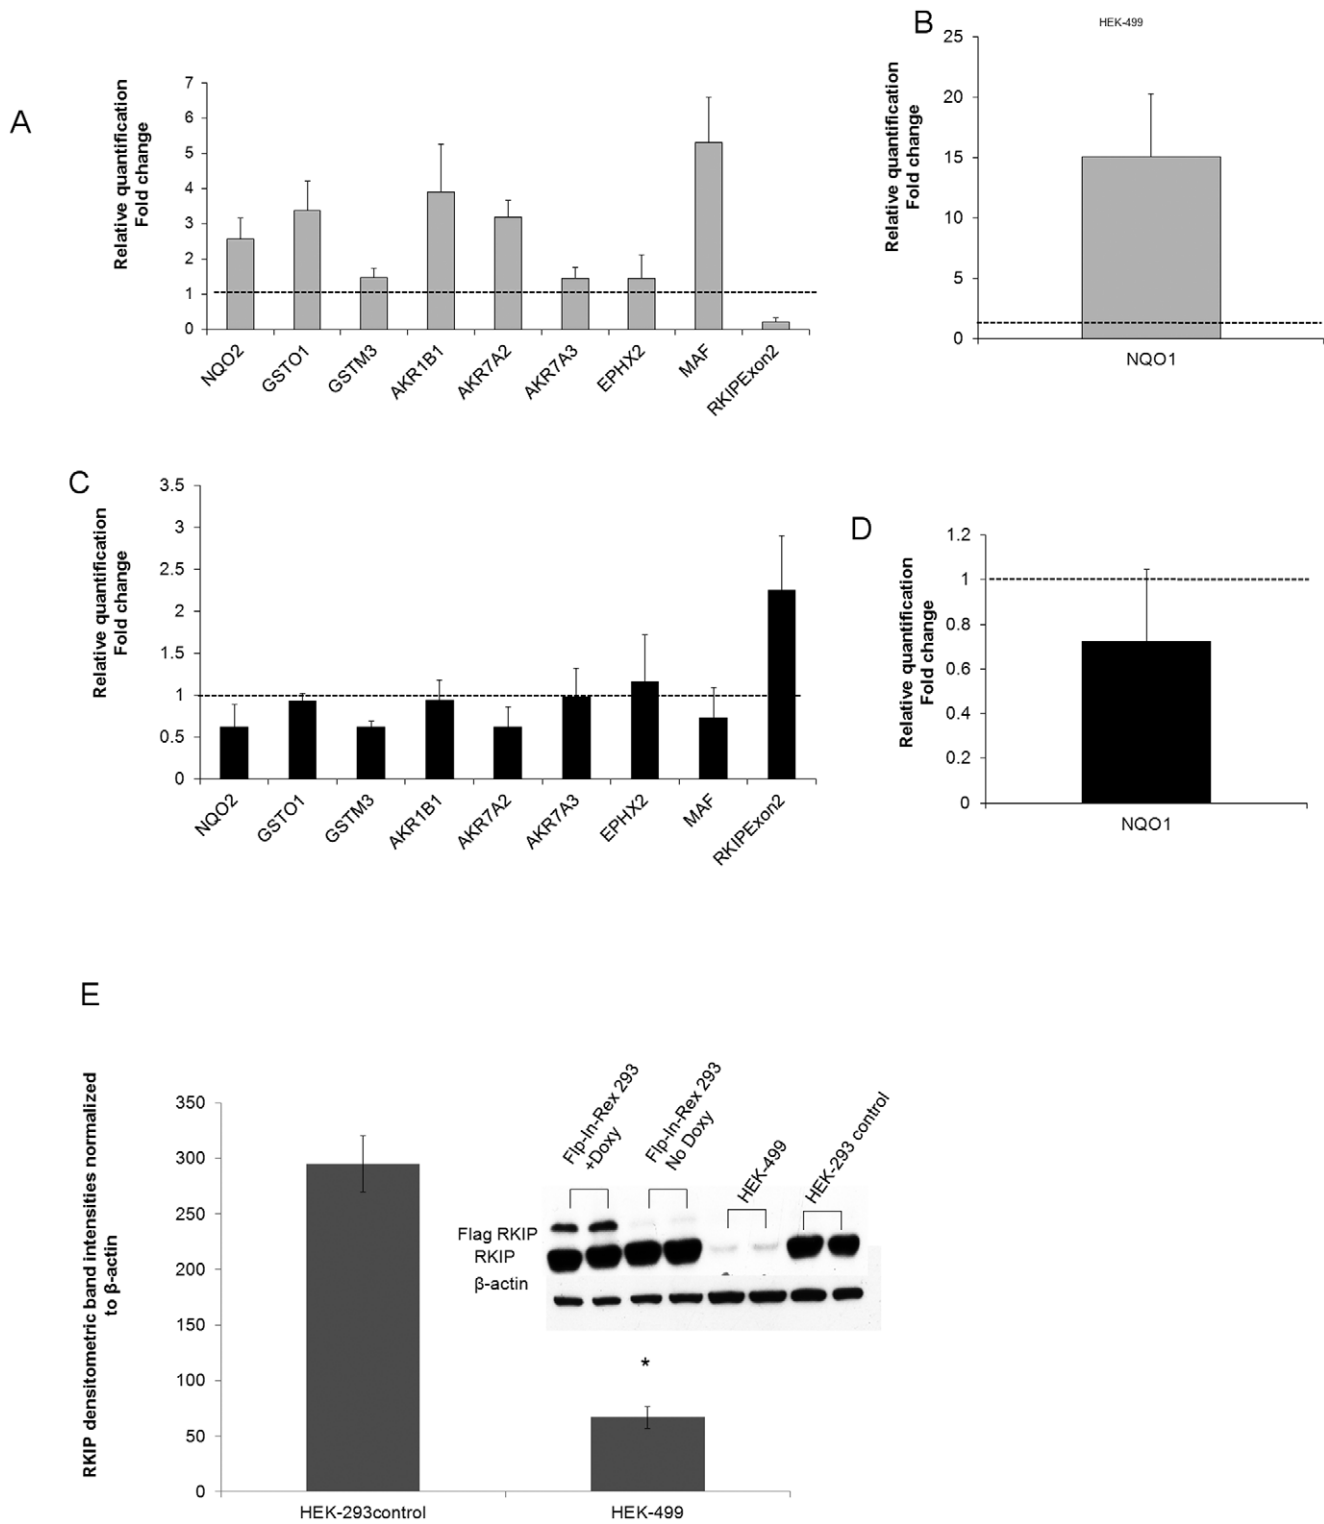 A
Relative quantification
Fold change
7
6
5
4
3
2
1
0
NQO2
GSTO1
GSTM3
AKR1B1
AKR7A2
AKR7A3
EPHX2
MAF
RKIPExon2
B
HEK-499
Relative quantification
Fold change
25
20
15
10
5
0
NQO1
C
Relative quantification
Fold change
3.5
3
2.5
2
1.5
1
0.5
0
NQO2
GSTO1
GSTM3
AKR1B1
AKR7A2
AKR7A3
EPHX2
MAF
RKIPExon2
D
Relative quantification
Fold change
1.2
1
0.8
0.6
0.4
0.2
0
NQO1
E
RKIP densitometric band intensities normalized
to β-actin
350
300
250
200
150
100
50
0
HEK-293control
HEK-499
*
Flp-In-Rex 293
+Doxy
Flp-In-Rex 293
No Doxy
HEK-499
HEK-293 control
Flag RKIP
RKIP
β-actin